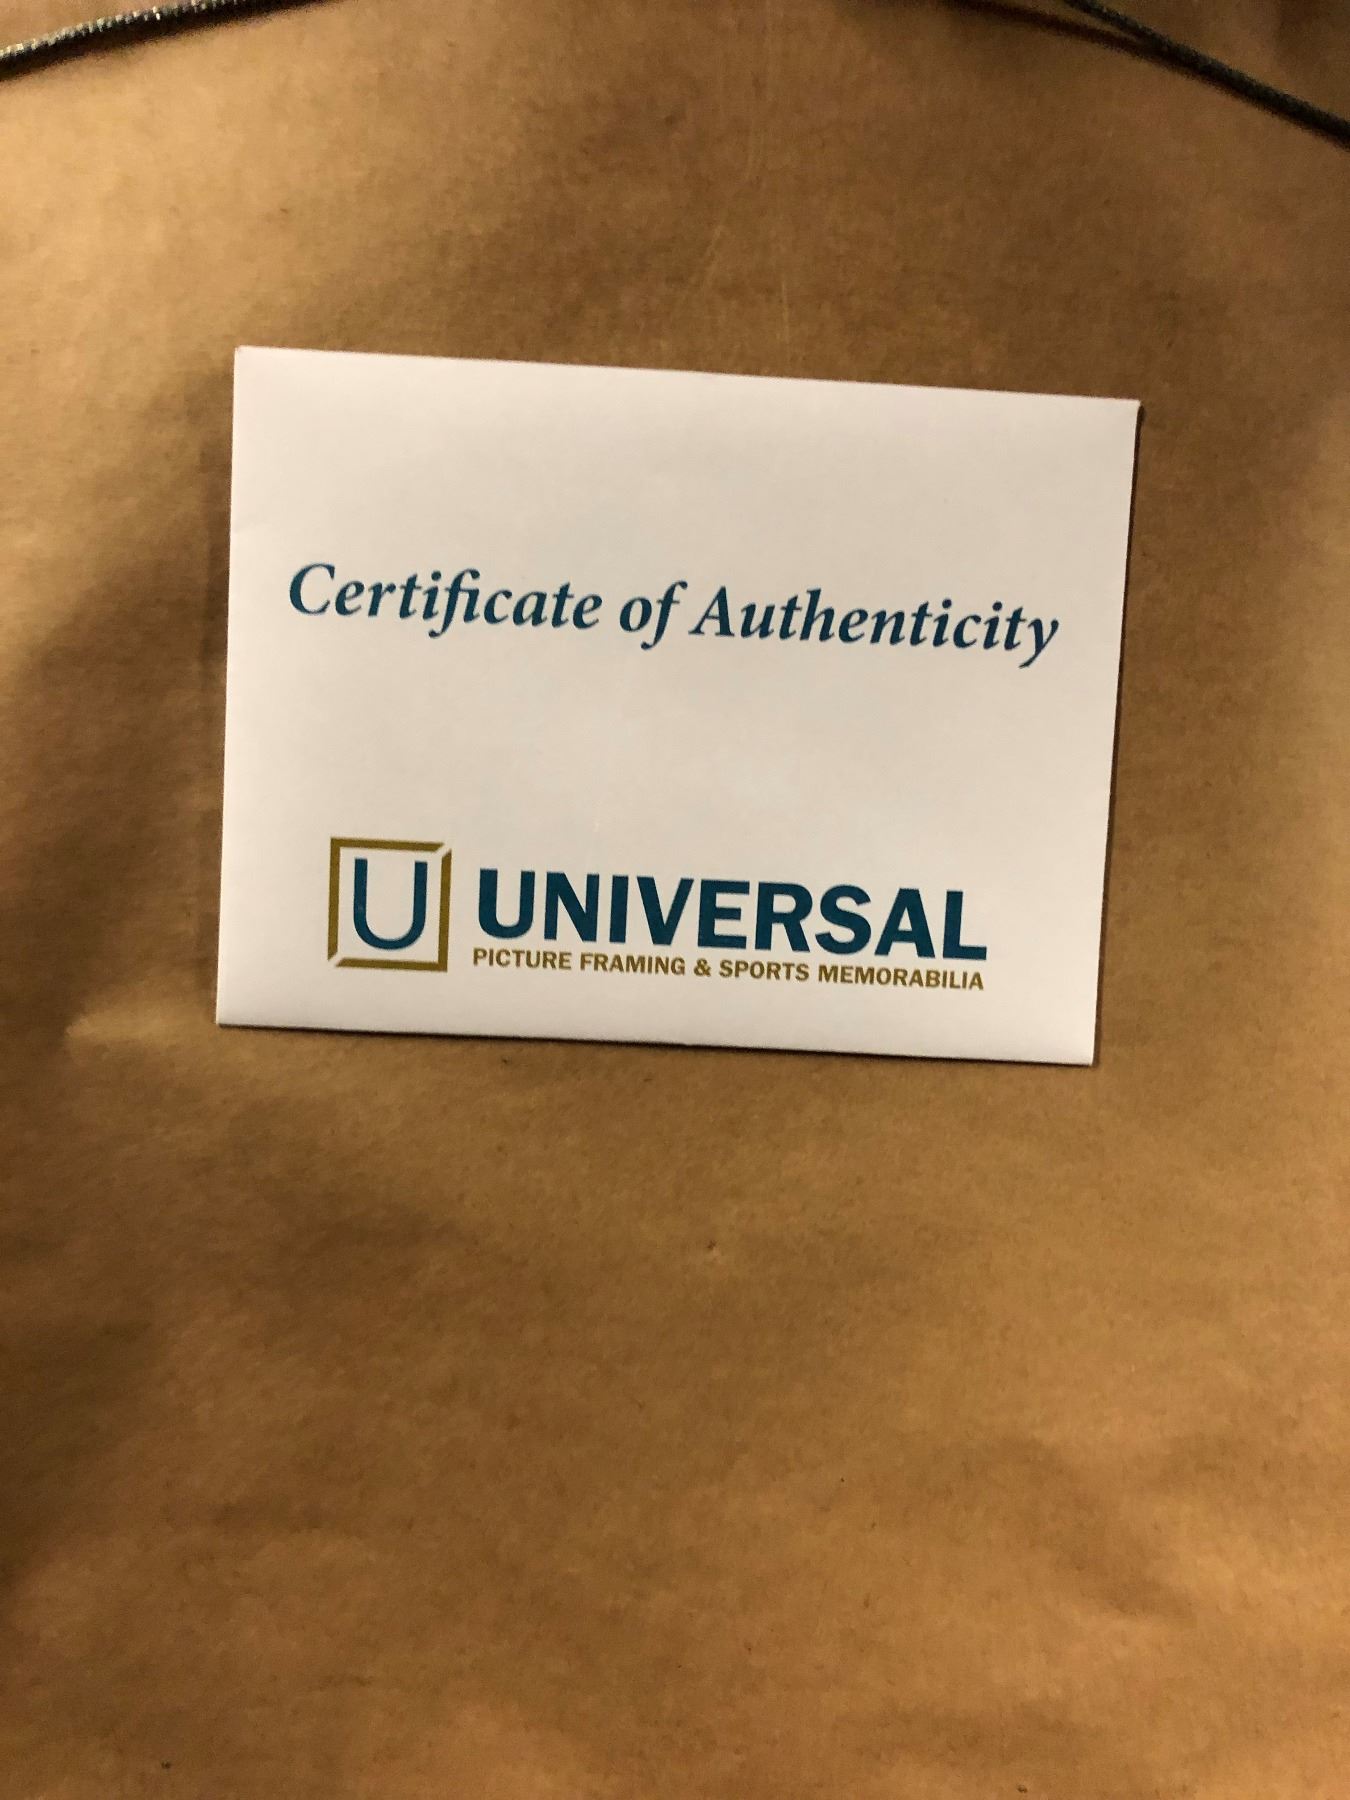 Certificate of Authenticity
U
UNIVERSAL
PICTURE FRAMING & SPORTS MEMORABILIA